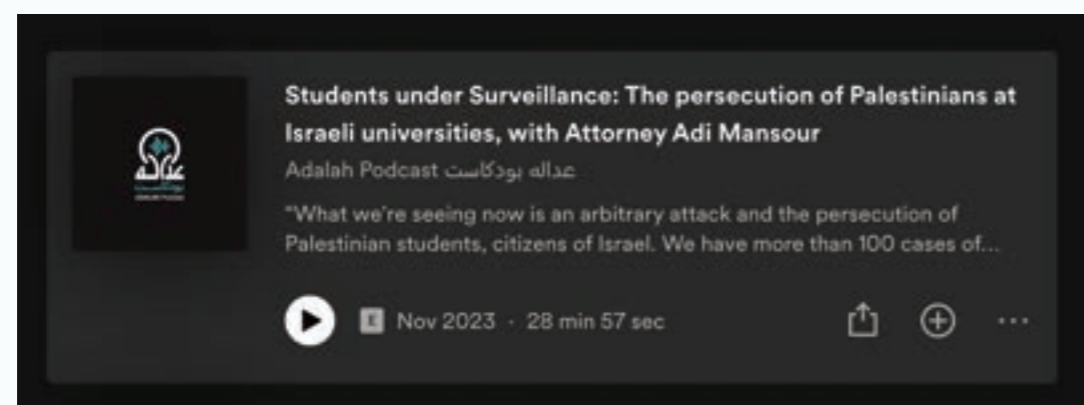 Students under Surveillance: The persecution of Palestinians at
Israeli universities, with Attorney Adi Mansour
Adalah Podcast عداله بودكاست
"What we're seeing now is an arbitrary attack and the persecution of
Palestinian students, citizens of Israel. We have more than 100 cases of...
E Nov 2023 · 28 min 57 sec
عداله